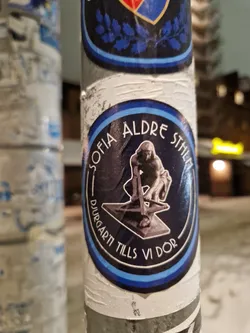 SOFIA ALDRE STHLM
DJURGÅRN TILLS VI DÖR